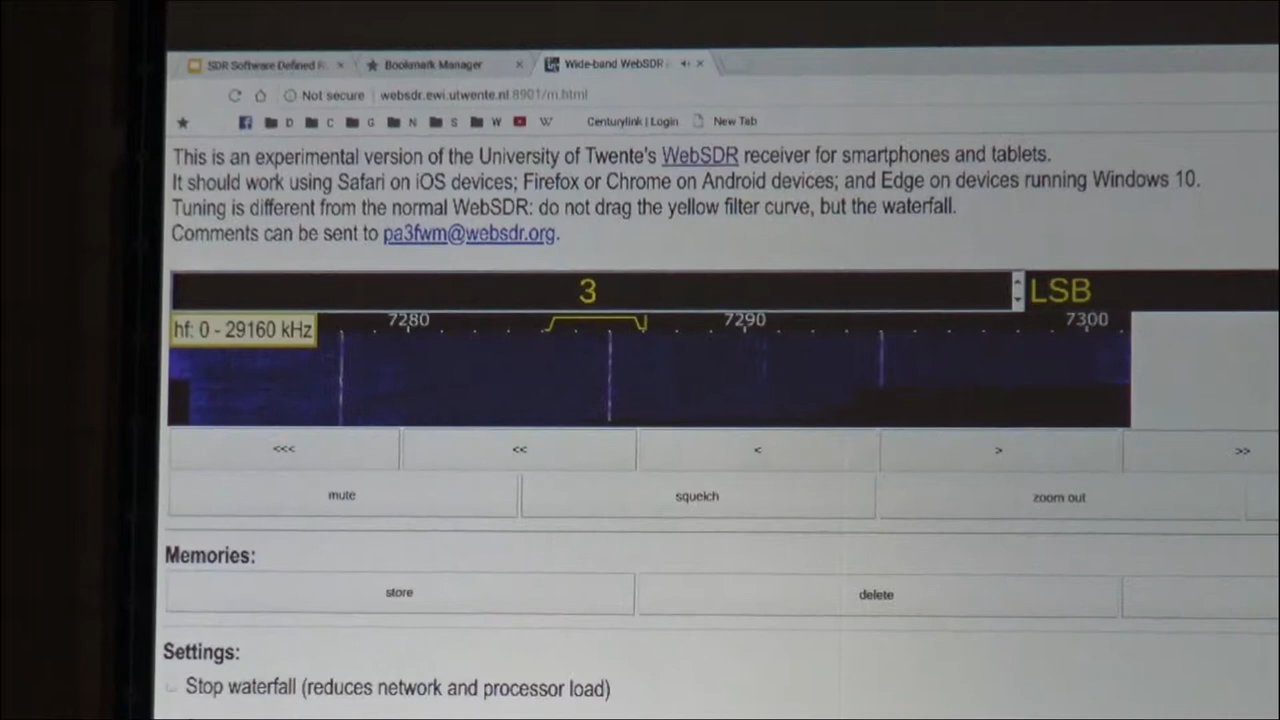 SDR Software Defined R
Bookmark Manager
Wide-band WebSDR
Not secure
websdr.ewi.utwente.nl:8901/m.html
D
C
G
N
S
W
W
Centurylink | Login
New Tab
This is an experimental version of the University of Twente's WebSDR receiver for smartphones and tablets.
It should work using Safari on iOS devices; Firefox or Chrome on Android devices; and Edge on devices running Windows 10.
Tuning is different from the normal WebSDR: do not drag the yellow filter curve, but the waterfall.
Comments can be sent to pa3fwm@websdr.org.
3
LSB
hf: 0 - 29160 kHz
7280
7290
7300
<<<
<<
<
>
>>
mute
squelch
zoom out
Memories:
store
delete
Settings:
Stop waterfall (reduces network and processor load)